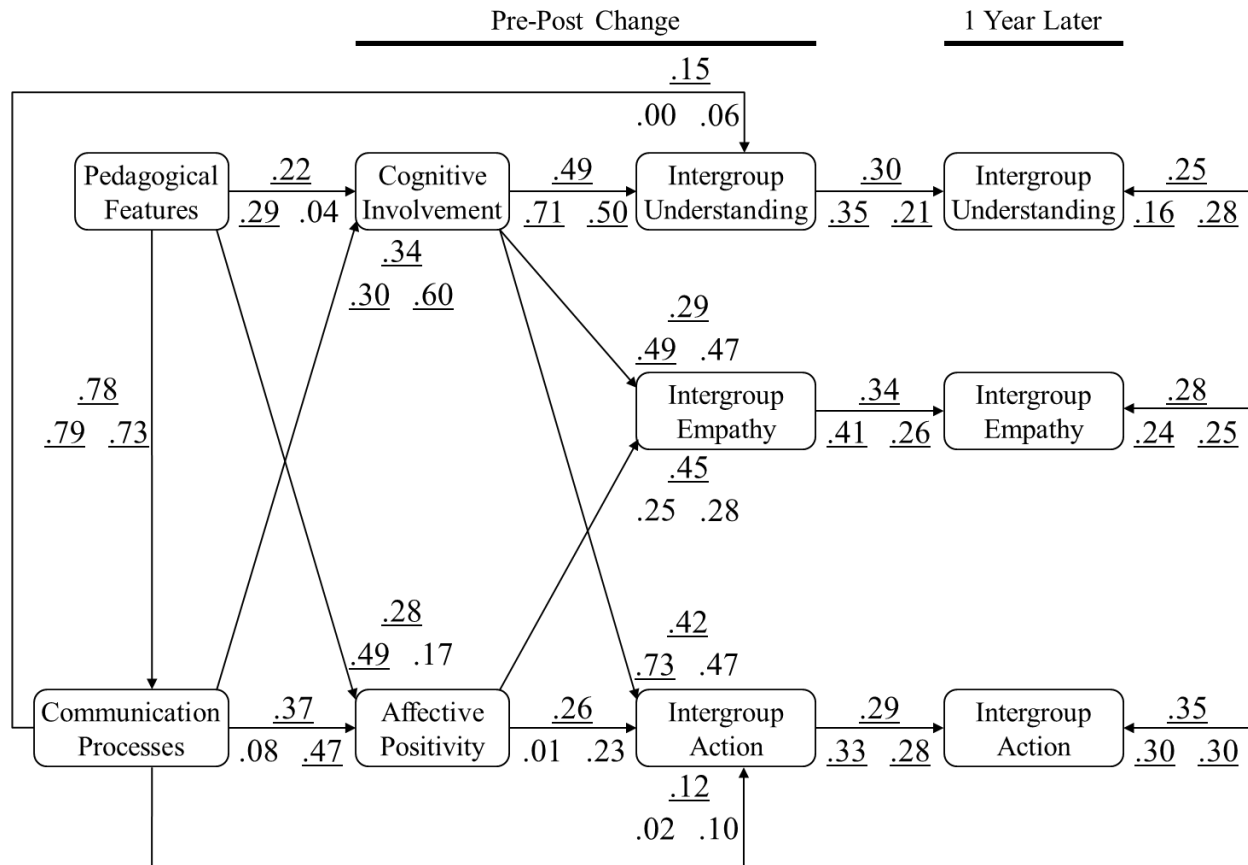 Pre-Post Change
1 Year Later
.15
.00 .06
Pedagogical
Features
.22
.29 .04
Cognitive
Involvement
.49
.71 .50
Intergroup
Understanding
.30
.35 .21
Intergroup
Understanding
.25
.16 .28
.34
.30 .60
.29
.49 .47
.78
.79 .73
Intergroup
Empathy
.34
.41 .26
Intergroup
Empathy
.28
.24 .25
.45
.25 .28
.28
.49 .17
.42
.73 .47
Communication
Processes
.37
.08 .47
Affective
Positivity
.26
.01 .23
Intergroup
Action
.29
.33 .28
Intergroup
Action
.35
.30 .30
.12
.02 .10